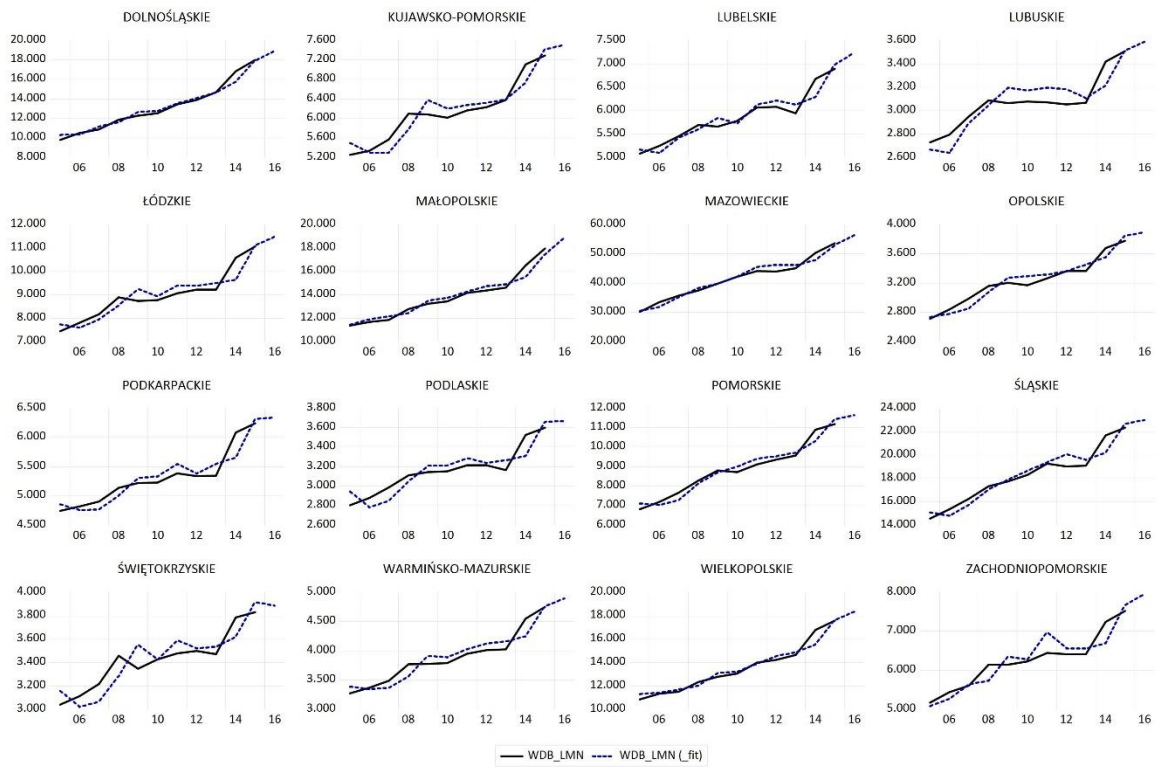 DOLNOŚLĄSKIE
20.000
18.000
16.000
14.000
12.000
10.000
8.000
06 08 10 12 14 16
KUJAWSKO-POMORSKIE
7.600
7.200
6.800
6.400
6.000
5.600
5.200
06 08 10 12 14 16
LUBELSKIE
7.500
7.000
6.500
6.000
5.500
5.000
06 08 10 12 14 16
LUBUSKIE
3.600
3.400
3.200
3.000
2.800
2.600
06 08 10 12 14 16
ŁÓDZKIE
12.000
11.000
10.000
9.000
8.000
7.000
06 08 10 12 14 16
MAŁOPOLSKIE
20.000
18.000
16.000
14.000
12.000
10.000
06 08 10 12 14 16
MAZOWIECKIE
60.000
50.000
40.000
30.000
20.000
06 08 10 12 14 16
OPOLSKIE
4.000
3.600
3.200
2.800
2.400
06 08 10 12 14 16
PODKARPACKIE
6.500
6.000
5.500
5.000
4.500
06 08 10 12 14 16
PODLASKIE
3.800
3.600
3.400
3.200
3.000
2.800
2.600
06 08 10 12 14 16
POMORSKIE
12.000
11.000
10.000
9.000
8.000
7.000
6.000
06 08 10 12 14 16
ŚLĄSKIE
24.000
22.000
20.000
18.000
16.000
14.000
06 08 10 12 14 16
ŚWIĘTOKRZYSKIE
4.000
3.800
3.600
3.400
3.200
3.000
06 08 10 12 14 16
WARMIŃSKO-MAZURSKIE
5.000
4.500
4.000
3.500
3.000
06 08 10 12 14 16
WIELKOPOLSKIE
20.000
18.000
16.000
14.000
12.000
10.000
06 08 10 12 14 16
ZACHODNIOPOMORSKIE
8.000
7.000
6.000
5.000
06 08 10 12 14 16
WDB_LMN WDB_LMN (_fit)